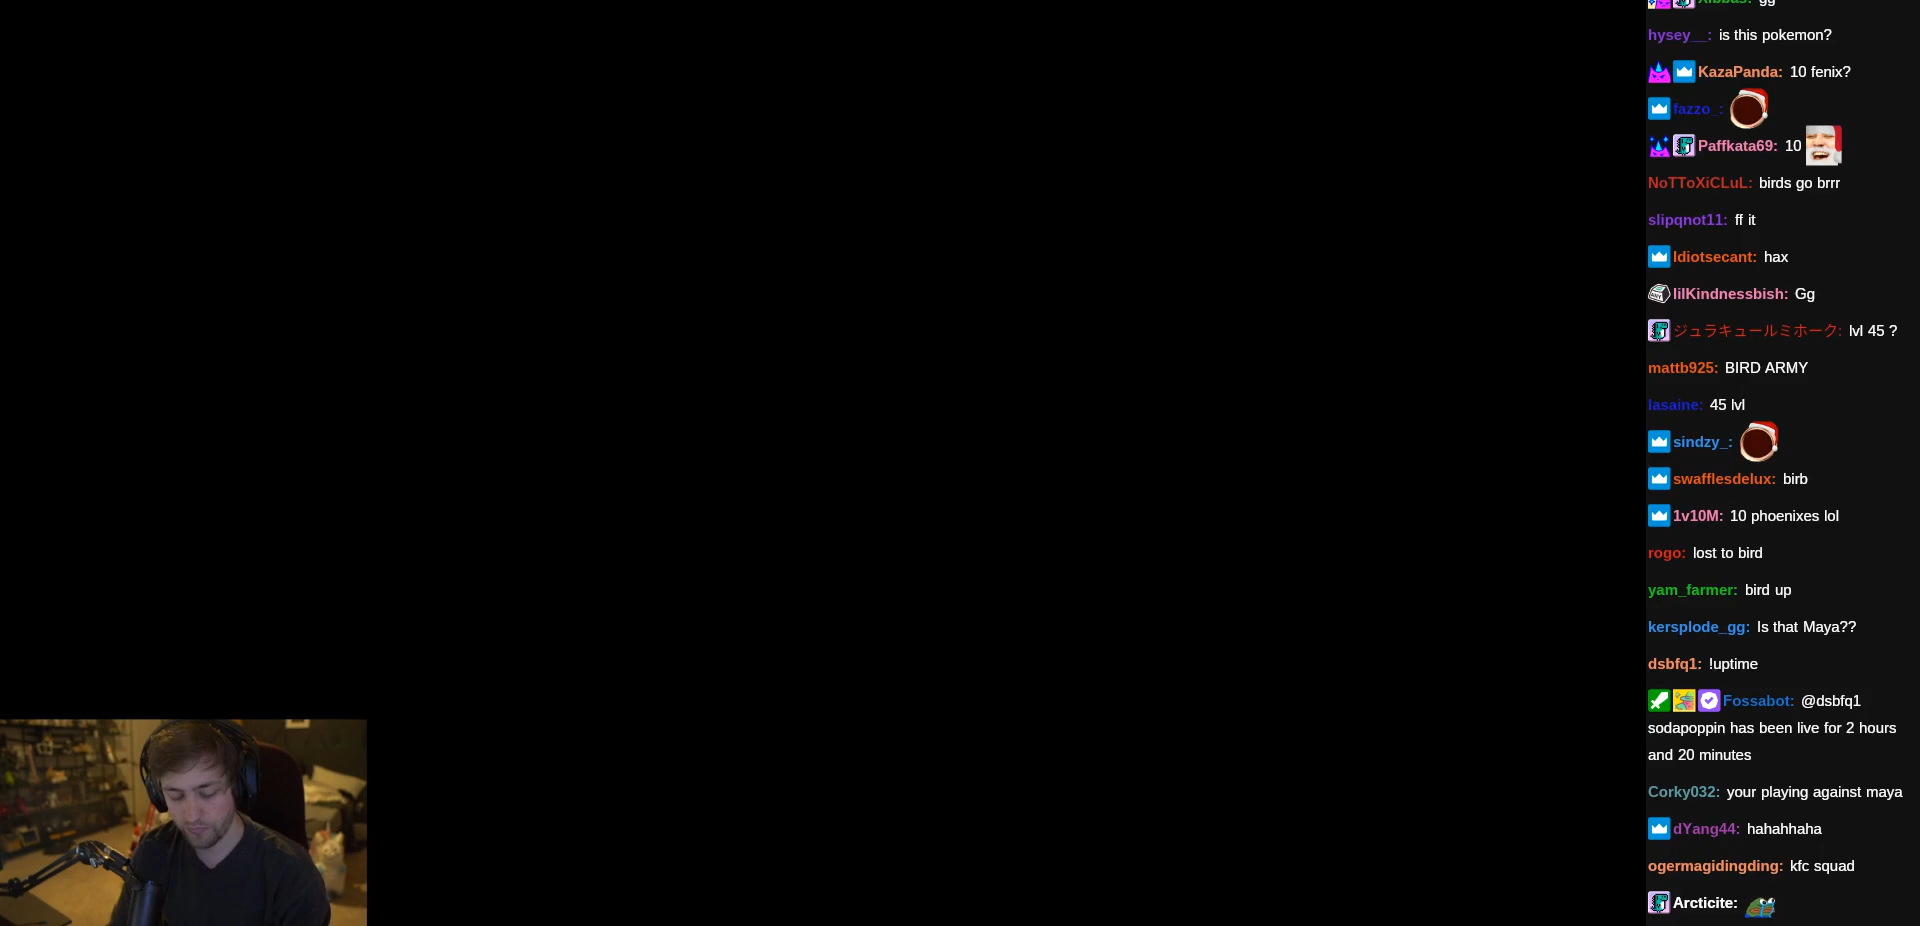 Xibbas: gg
hysey__: is this pokemon?
KazaPanda: 10 fenix?
fazzo_:
Paffkata69: 10
NoTToXiCLuL: birds go brrr
slipqnot11: ff it
Idiotsecant: hax
lilKindnessbish: Gg
ジュラキュールミホーク: lvl 45 ?
mattb925: BIRD ARMY
lasaine: 45 lvl
sindzy_:
swafflesdelux: birb
1v10M: 10 phoenixes lol
rogo: lost to bird
yam_farmer: bird up
kersplode_gg: Is that Maya??
dsbfq1: !uptime
Fossabot: @dsbfq1
sodapoppin has been live for 2 hours
and 20 minutes
Corky032: your playing against maya
dYang44: hahahhaha
ogermagidingding: kfc squad
Arcticite: